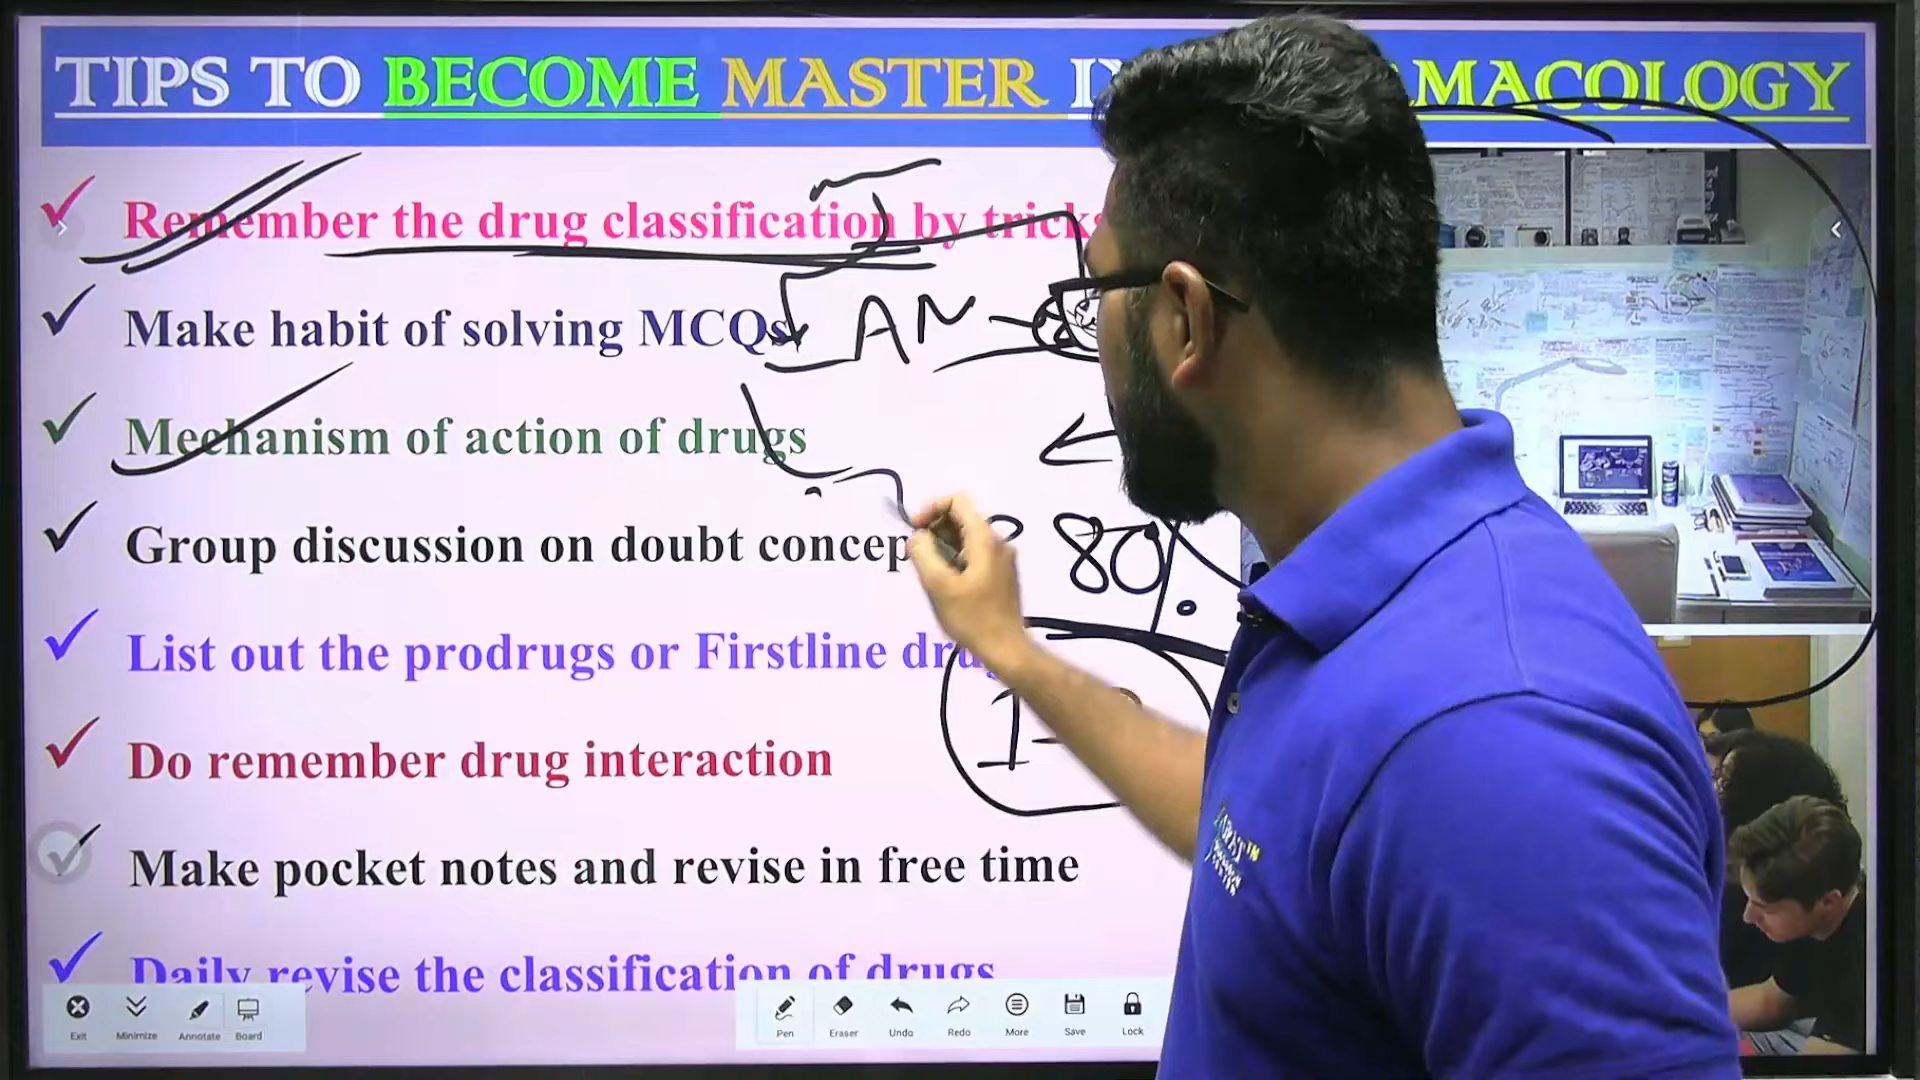 TIPS TO BECOME MASTER IN MACOLOGY
Remember the drug classification by tricks
Make habit of solving MCQs
AN
Mechanism of action of drugs
Group discussion on doubt concep
80%
List out the prodrugs or Firstline drug
Do remember drug interaction
Make pocket notes and revise in free time
Daily revise the classification of drugs
Exit Minimize Annotate Board Pen Eraser Undo Redo More Save Lock